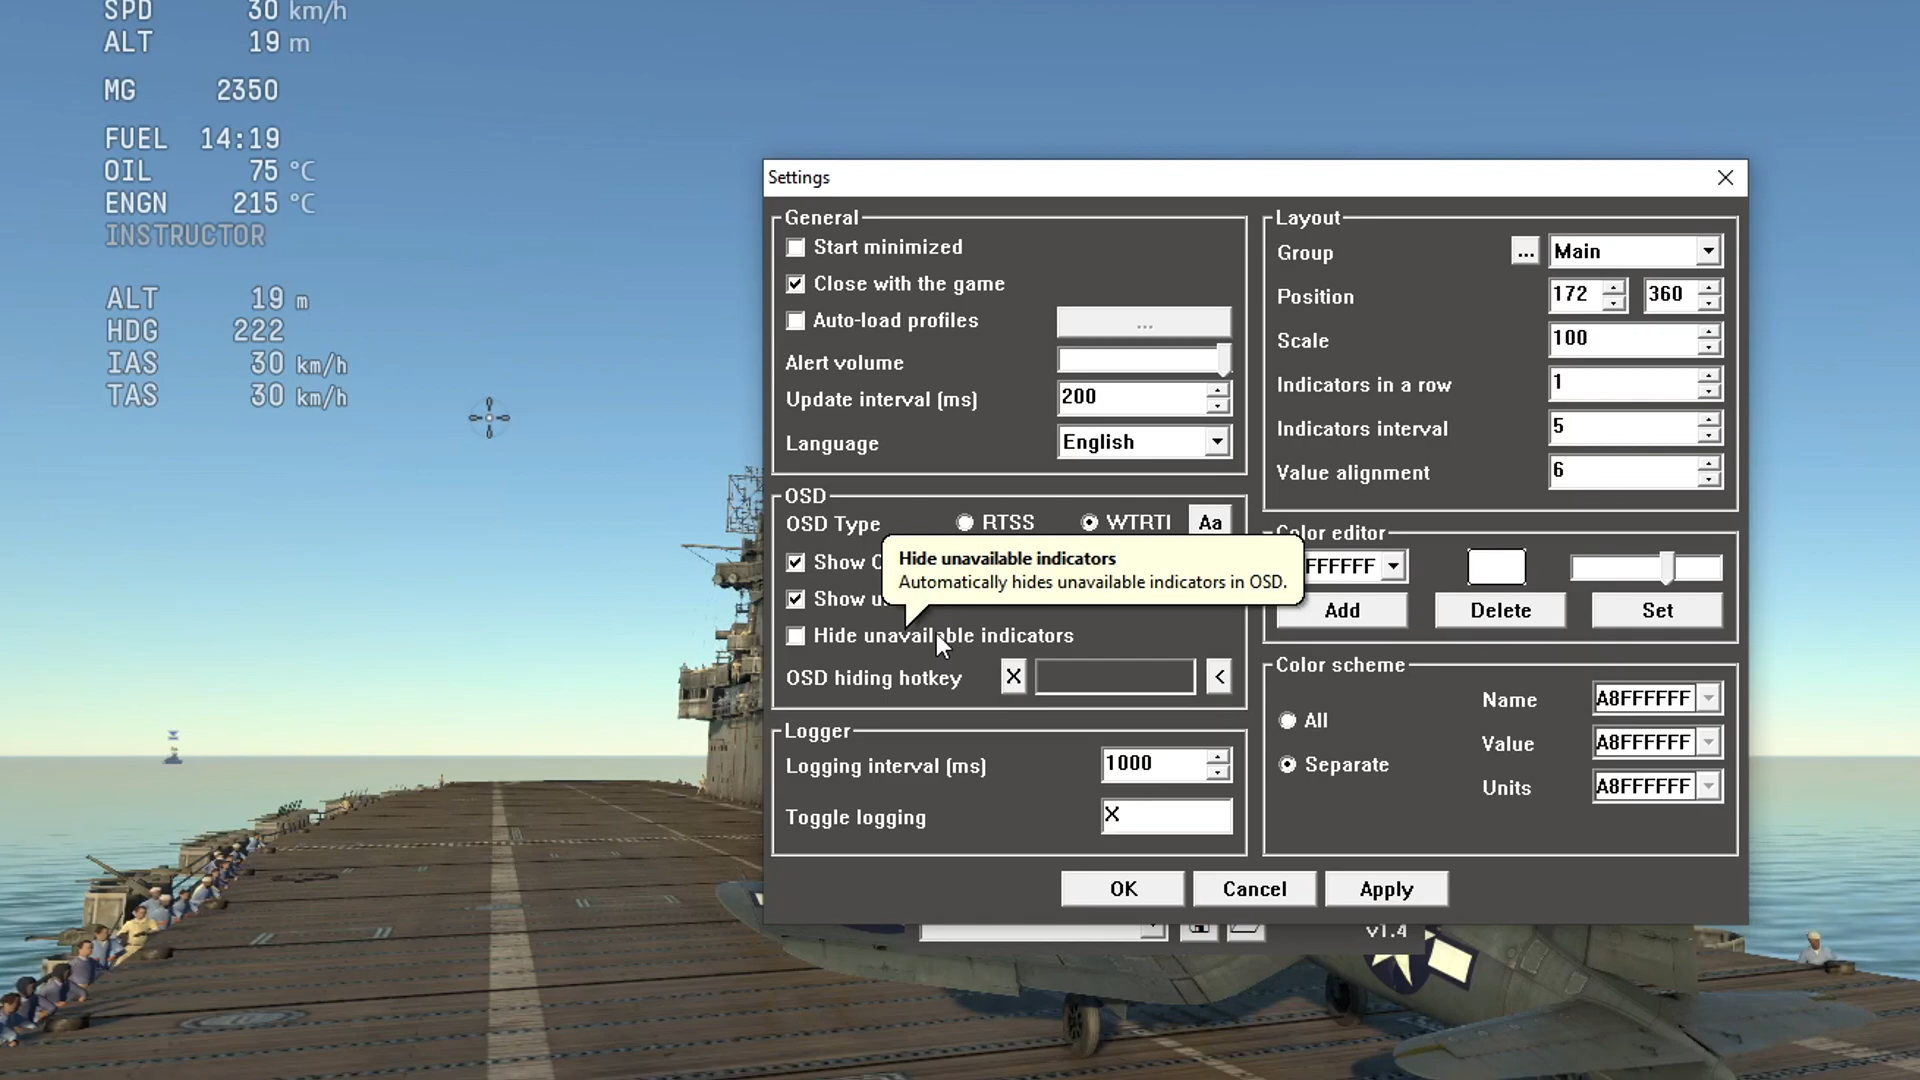 SPD 30 km/h
ALT 19 m
MG 2350
FUEL 14:19
OIL 75 °C
ENGN 215 °C
INSTRUCTOR
ALT 19 m
HDG 222
IAS 30 km/h
TAS 30 km/h
Settings
General
Start minimized
Close with the game
Auto-load profiles ...
Alert volume
Update interval (ms) 200
Language English
OSD
OSD Type RTSS WTRTI Aa
Show
Hide unavailable indicators
Automatically hides unavailable indicators in OSD.
Show
Hide unavailable indicators
OSD hiding hotkey X <
Logger
Logging interval (ms) 1000
Toggle logging X
Layout
Group ... Main
Position 172 360
Scale 100
Indicators in a row 1
Indicators interval 5
Value alignment 6
Color editor
FFFFFF
Add Delete Set
Color scheme
All
Separate
Name A8FFFFFF
Value A8FFFFFF
Units A8FFFFFF
OK Cancel Apply
v1.4